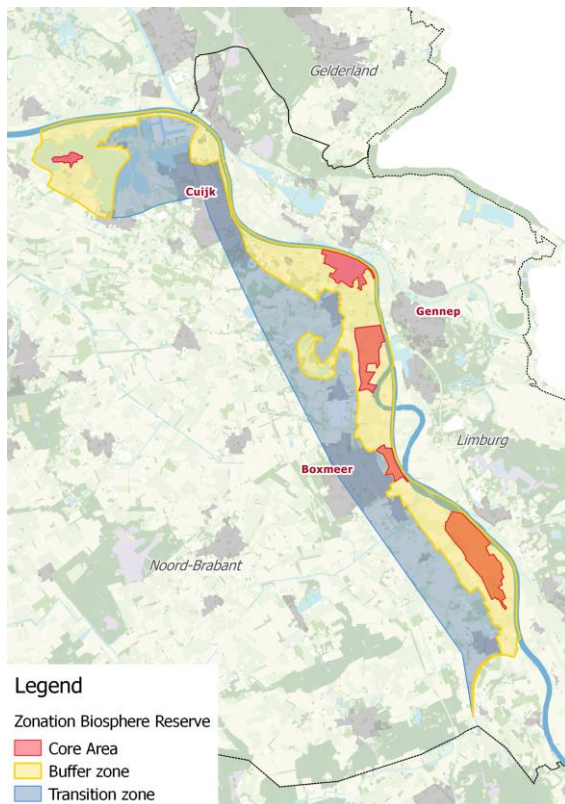 Gelderland
Cuijk
Gennep
Limburg
Boxmeer
Noord-Brabant
Legend
Zonation Biosphere Reserve
Core Area
Buffer zone
Transition zone